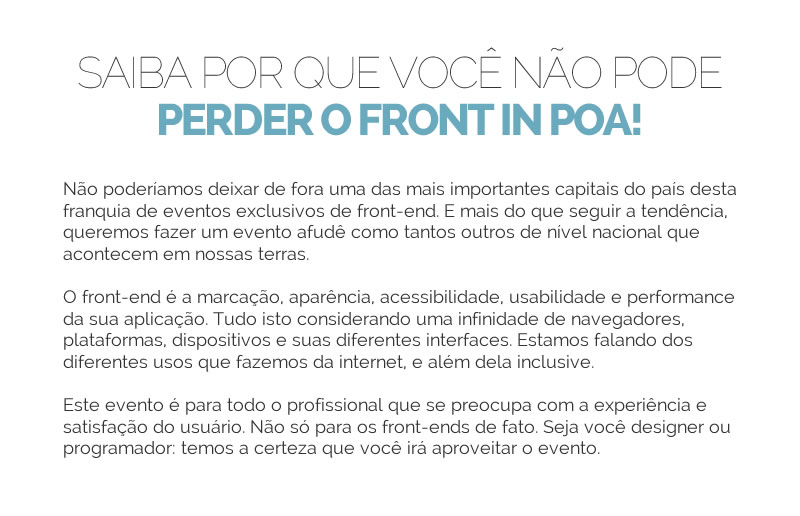 SAIBA POR QUE VOCÊ NÃO PODE
PERDER O FRONT IN POA!
Não poderíamos deixar de fora uma das mais importantes capitais do país desta
franquia de eventos exclusivos de front-end. E mais do que seguir a tendência,
queremos fazer um evento afudê como tantos outros de nível nacional que
acontecem em nossas terras.
O front-end é a marcação, aparência, acessibilidade, usabilidade e performance
da sua aplicação. Tudo isto considerando uma infinidade de navegadores,
plataformas, dispositivos e suas diferentes interfaces. Estamos falando dos
diferentes usos que fazemos da internet, e além dela inclusive.
Este evento é para todo o profissional que se preocupa com a experiência e
satisfação do usuário. Não só para os front-ends de fato. Seja você designer ou
programador: temos a certeza que você irá aproveitar o evento.